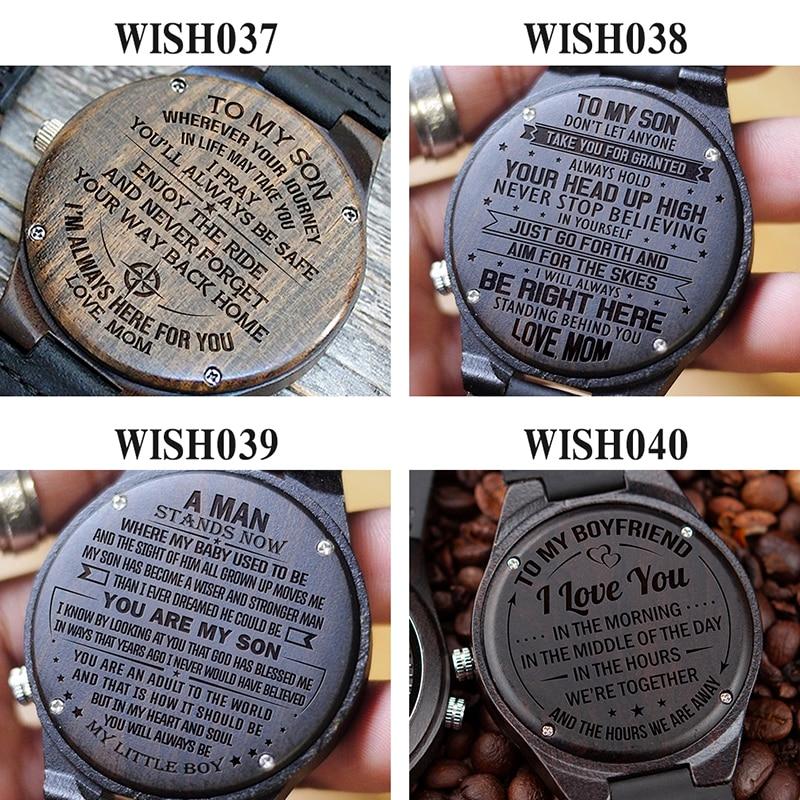 WISH037
TO MY SON
WHEREVER YOUR JOURNEY
IN LIFE MAY TAKE YOU
I PRAY
YOU'LL ALWAYS BE SAFE
ENJOY THE RIDE
AND NEVER FORGET
YOUR WAY BACK HOME
I'M ALWAYS HERE FOR YOU
LOVE, MOM
WISH038
TO MY SON
DON'T LET ANYONE
TAKE YOU FOR GRANTED
ALWAYS HOLD
YOUR HEAD UP HIGH
NEVER STOP BELIEVING
IN YOURSELF
JUST GO FORTH AND
AIM FOR THE SKIES
I WILL ALWAYS
BE RIGHT HERE
STANDING BEHIND YOU
LOVE, MOM
WISH039
A MAN
STANDS NOW
WHERE MY BABY USED TO BE
AND THE SIGHT OF HIM ALL GROWN UP MOVES ME
MY SON HAS BECOME A WISER AND STRONGER MAN
THAN I EVER DREAMED HE COULD BE
YOU ARE MY SON
I KNOW BY LOOKING AT YOU THAT GOD HAS BLESSED ME
IN WAYS THAT YEARS AGO I NEVER WOULD HAVE BELIEVED
YOU ARE AN ADULT TO THE WORLD
AND THAT IS HOW IT SHOULD BE
BUT IN MY HEART AND SOUL
YOU WILL ALWAYS BE
MY LITTLE BOY
WISH040
TO MY BOYFRIEND
I Love You
..... IN THE MORNING .....
IN THE MIDDLE OF THE DAY
IN THE HOURS
WE'RE TOGETHER
AND THE HOURS WE ARE AWAY